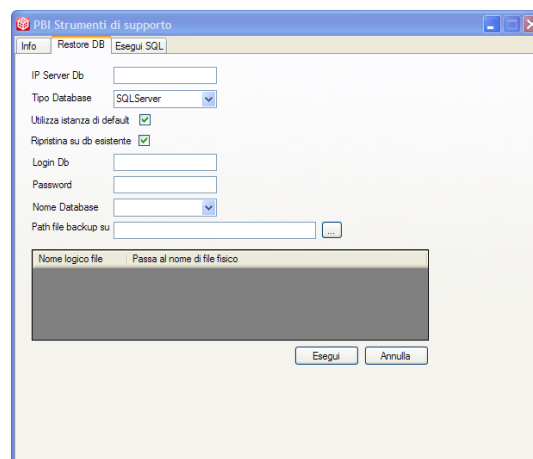 PBI Strumenti di supporto
Info Restore DB Esegui SQL
IP Server Db
Tipo Database SQLServer
Utilizza istanza di default
Ripristina su db esistente
Login Db
Password
Nome Database
Path file backup su ...
Nome logico file Passa al nome di file fisico
Esegui Annulla